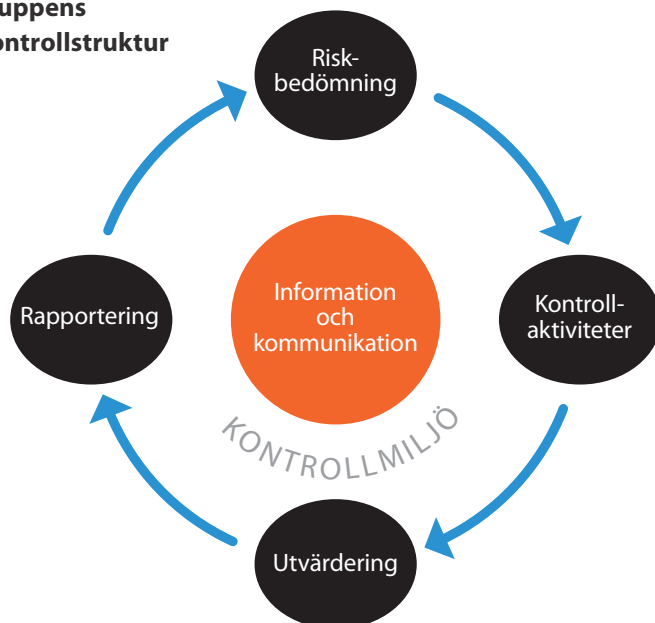 uppens
ontrollstruktur
Risk-
bedömning
Kontroll-
aktiviteter
Information
och
kommunikation
Rapportering
KONTROLLMILJÖ
Utvärdering